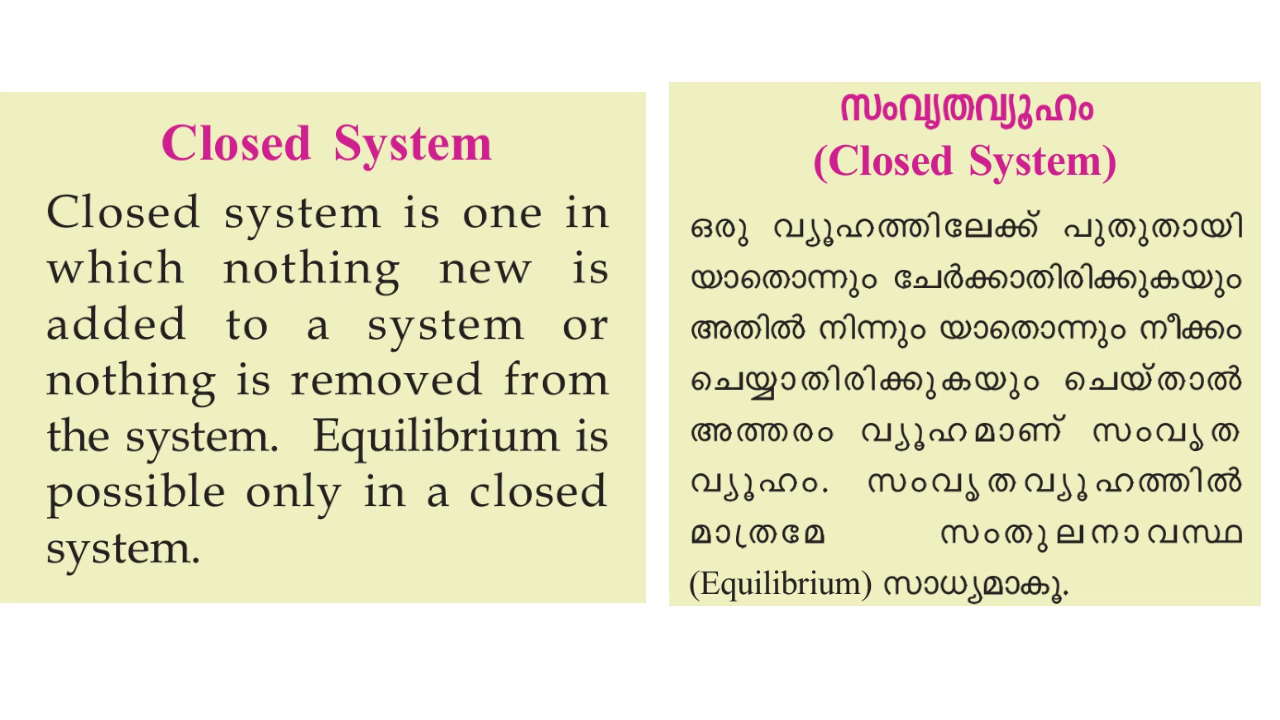 Closed System
Closed system is one in
which nothing new is
added to a system or
nothing is removed from
the system. Equilibrium is
possible only in a closed
system.
സംവൃതവ്യൂഹം
(Closed System)
ഒരു വ്യൂഹത്തിലേക്ക് പുതുതായി
യാതൊന്നും ചേർക്കാതിരിക്കുകയും
അതിൽ നിന്നും യാതൊന്നും നീക്കം
ചെയ്യാതിരിക്കുകയും ചെയ്താൽ
അത്തരം വ്യൂഹമാണ് സംവൃത
വ്യൂഹം. സംവൃതവ്യൂഹത്തിൽ
മാത്രമേ സംതുലനാവസ്ഥ
(Equilibrium) സാധ്യമാകൂ.